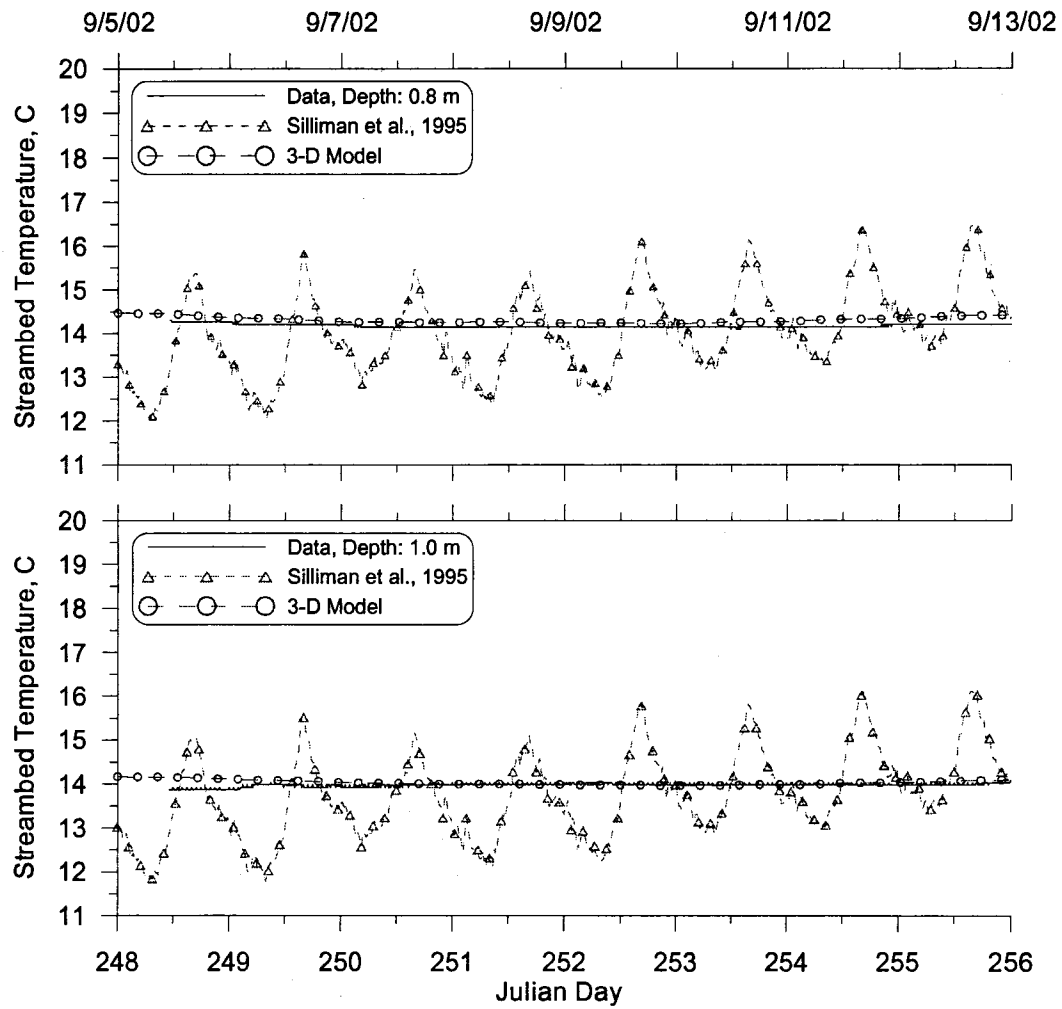 9/5/02 9/7/02 9/9/02 9/11/02 9/13/02
20
19
18
17
16
15
14
13
12
11
Streambed Temperature, C
Data, Depth: 0.8 m
Silliman et al., 1995
3-D Model
20
19
18
17
16
15
14
13
12
11
Streambed Temperature, C
Data, Depth: 1.0 m
Silliman et al., 1995
3-D Model
248 249 250 251 252 253 254 255 256
Julian Day